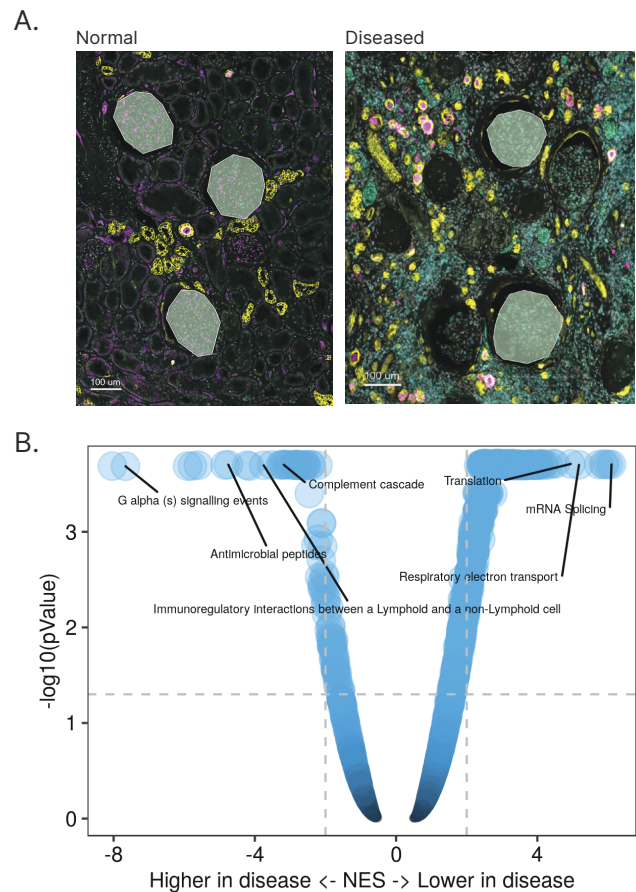 A.
Normal
Diseased
100 um
100 um
B.
G alpha (s) signalling events
Complement cascade
Translation
mRNA Splicing
Antimicrobial peptides
Respiratory electron transport
Immunoregulatory interactions between a Lymphoid and a non-Lymphoid cell
-log10(pValue)
3
2
1
0
-8
-4
0
4
Higher in disease <- NES -> Lower in disease